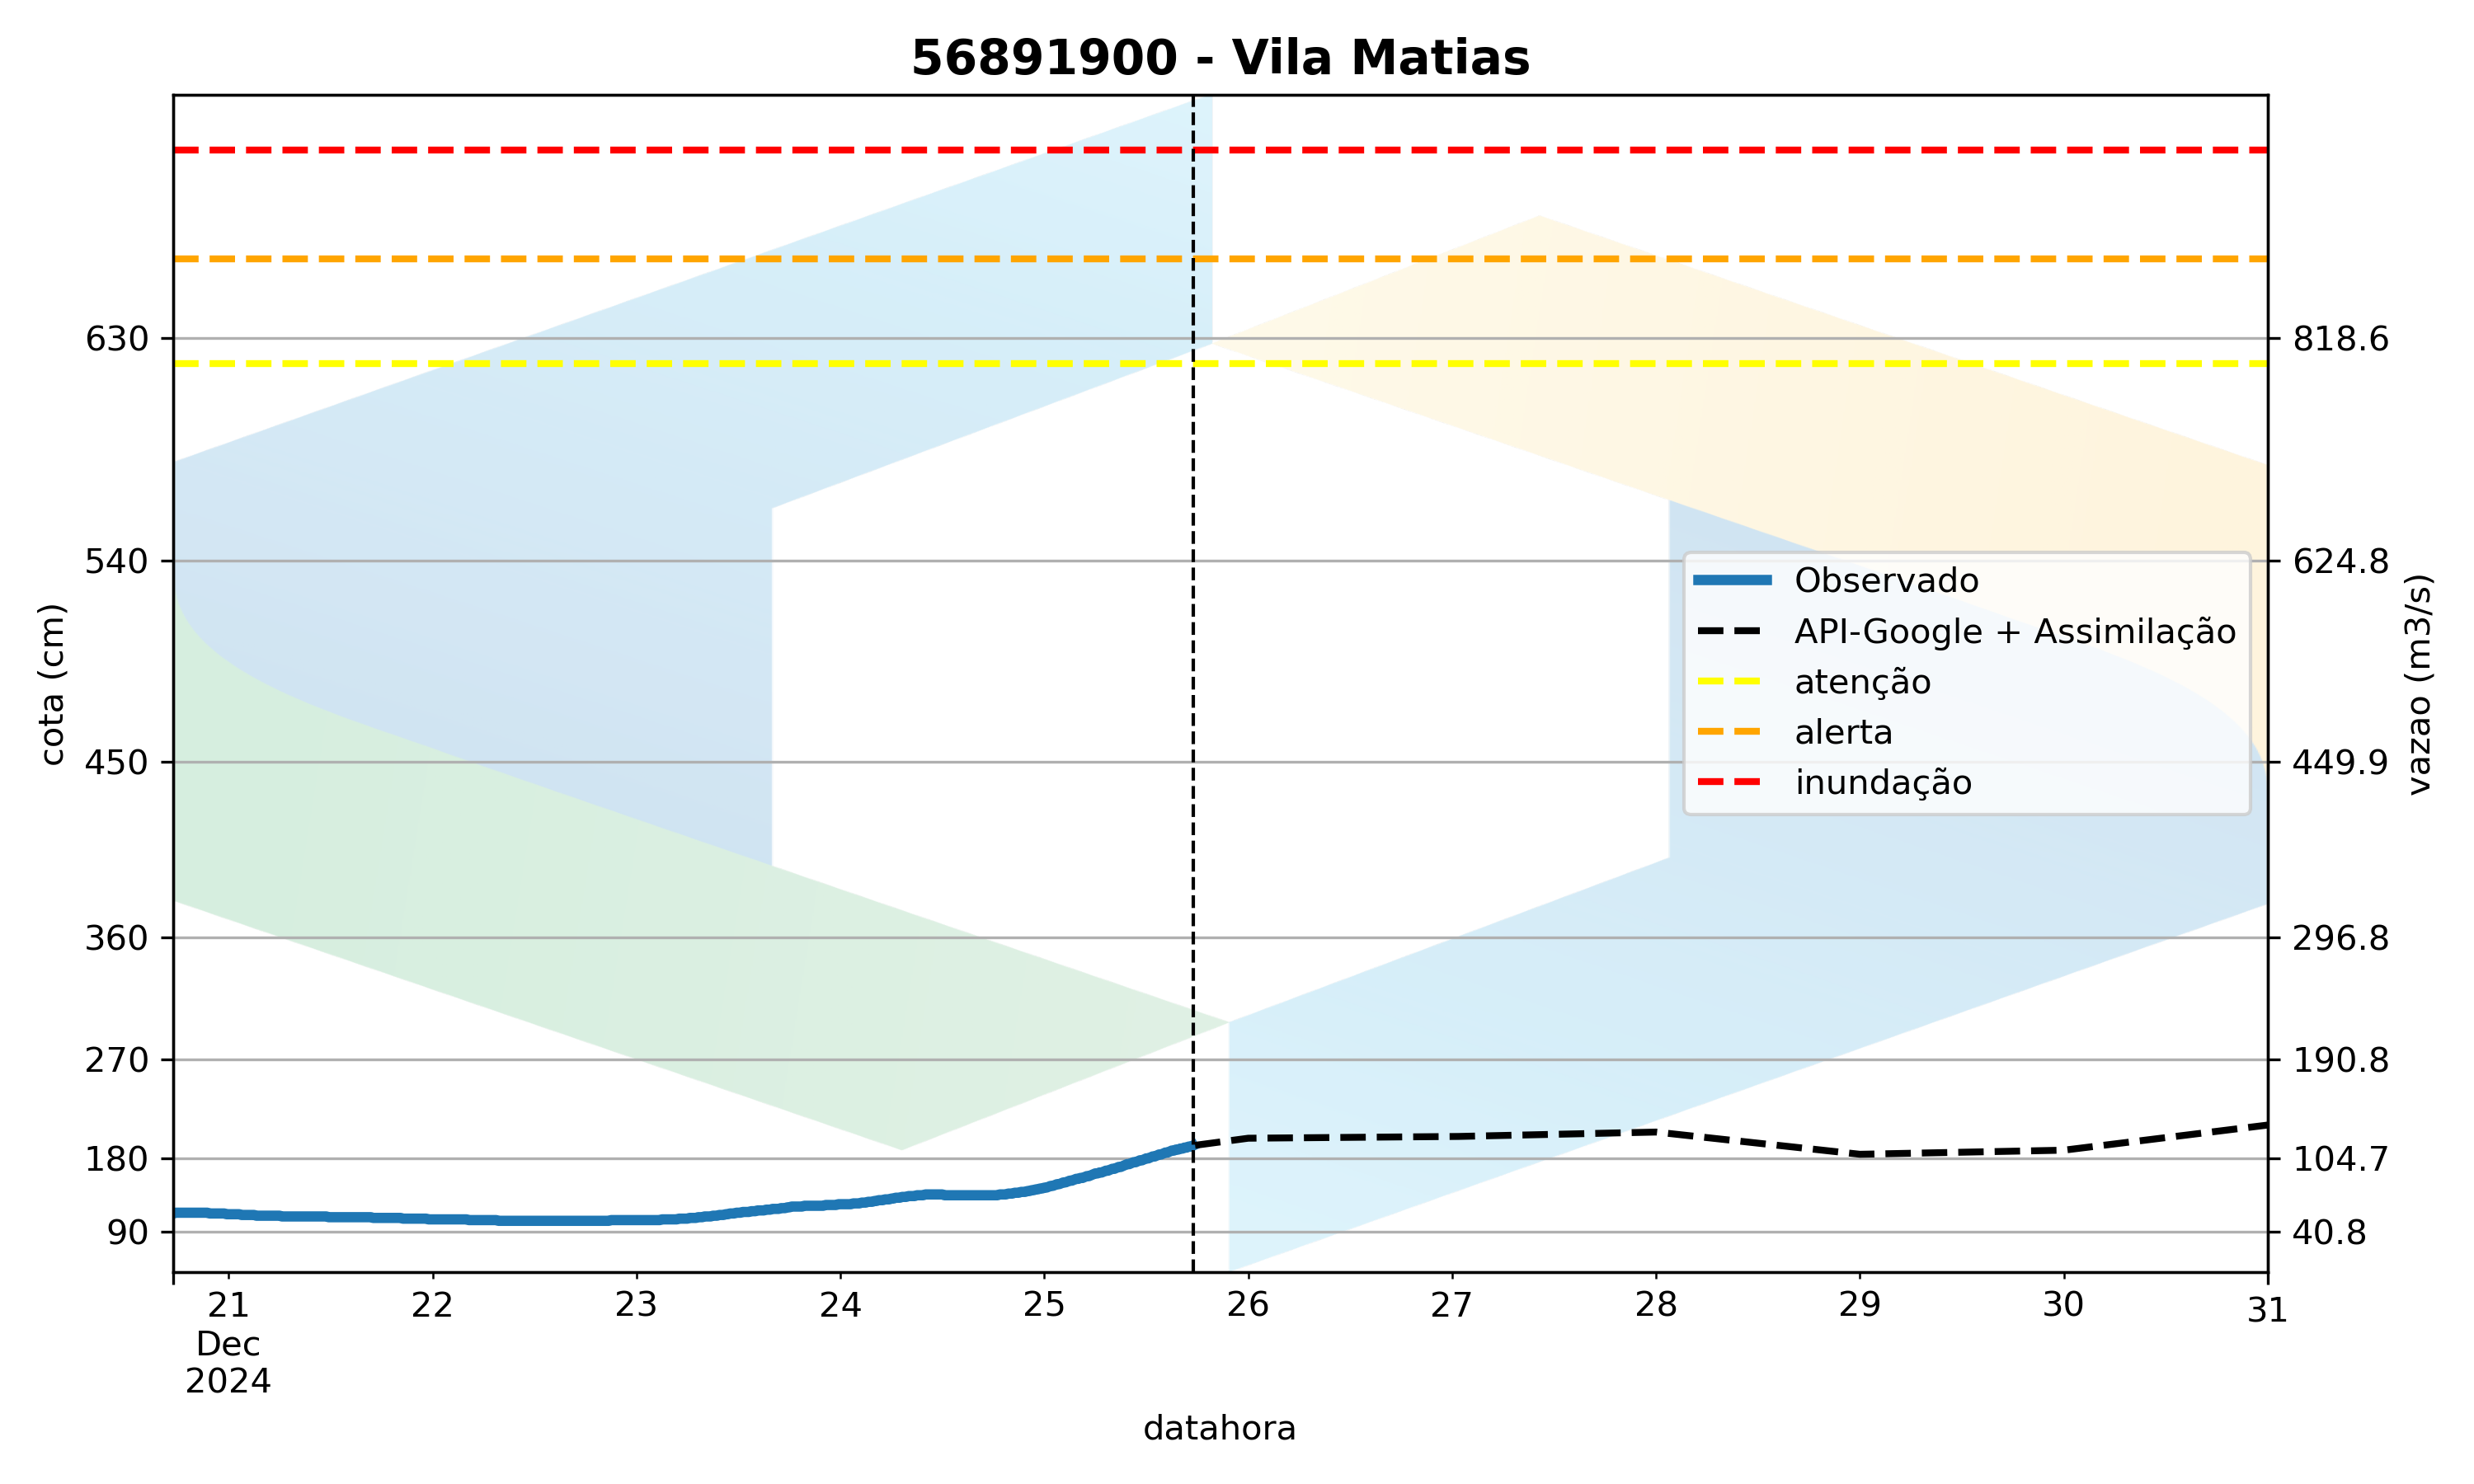 56891900 - Vila Matias
cota (cm)
630
540
450
360
270
180
90
818.6
624.8
449.9
296.8
190.8
104.7
40.8
vazao (m3/s)
Observado
API-Google + Assimilação
atenção
alerta
inundação
21 22 23 24 25 26 27 28 29 30 31
Dec
2024
datahora